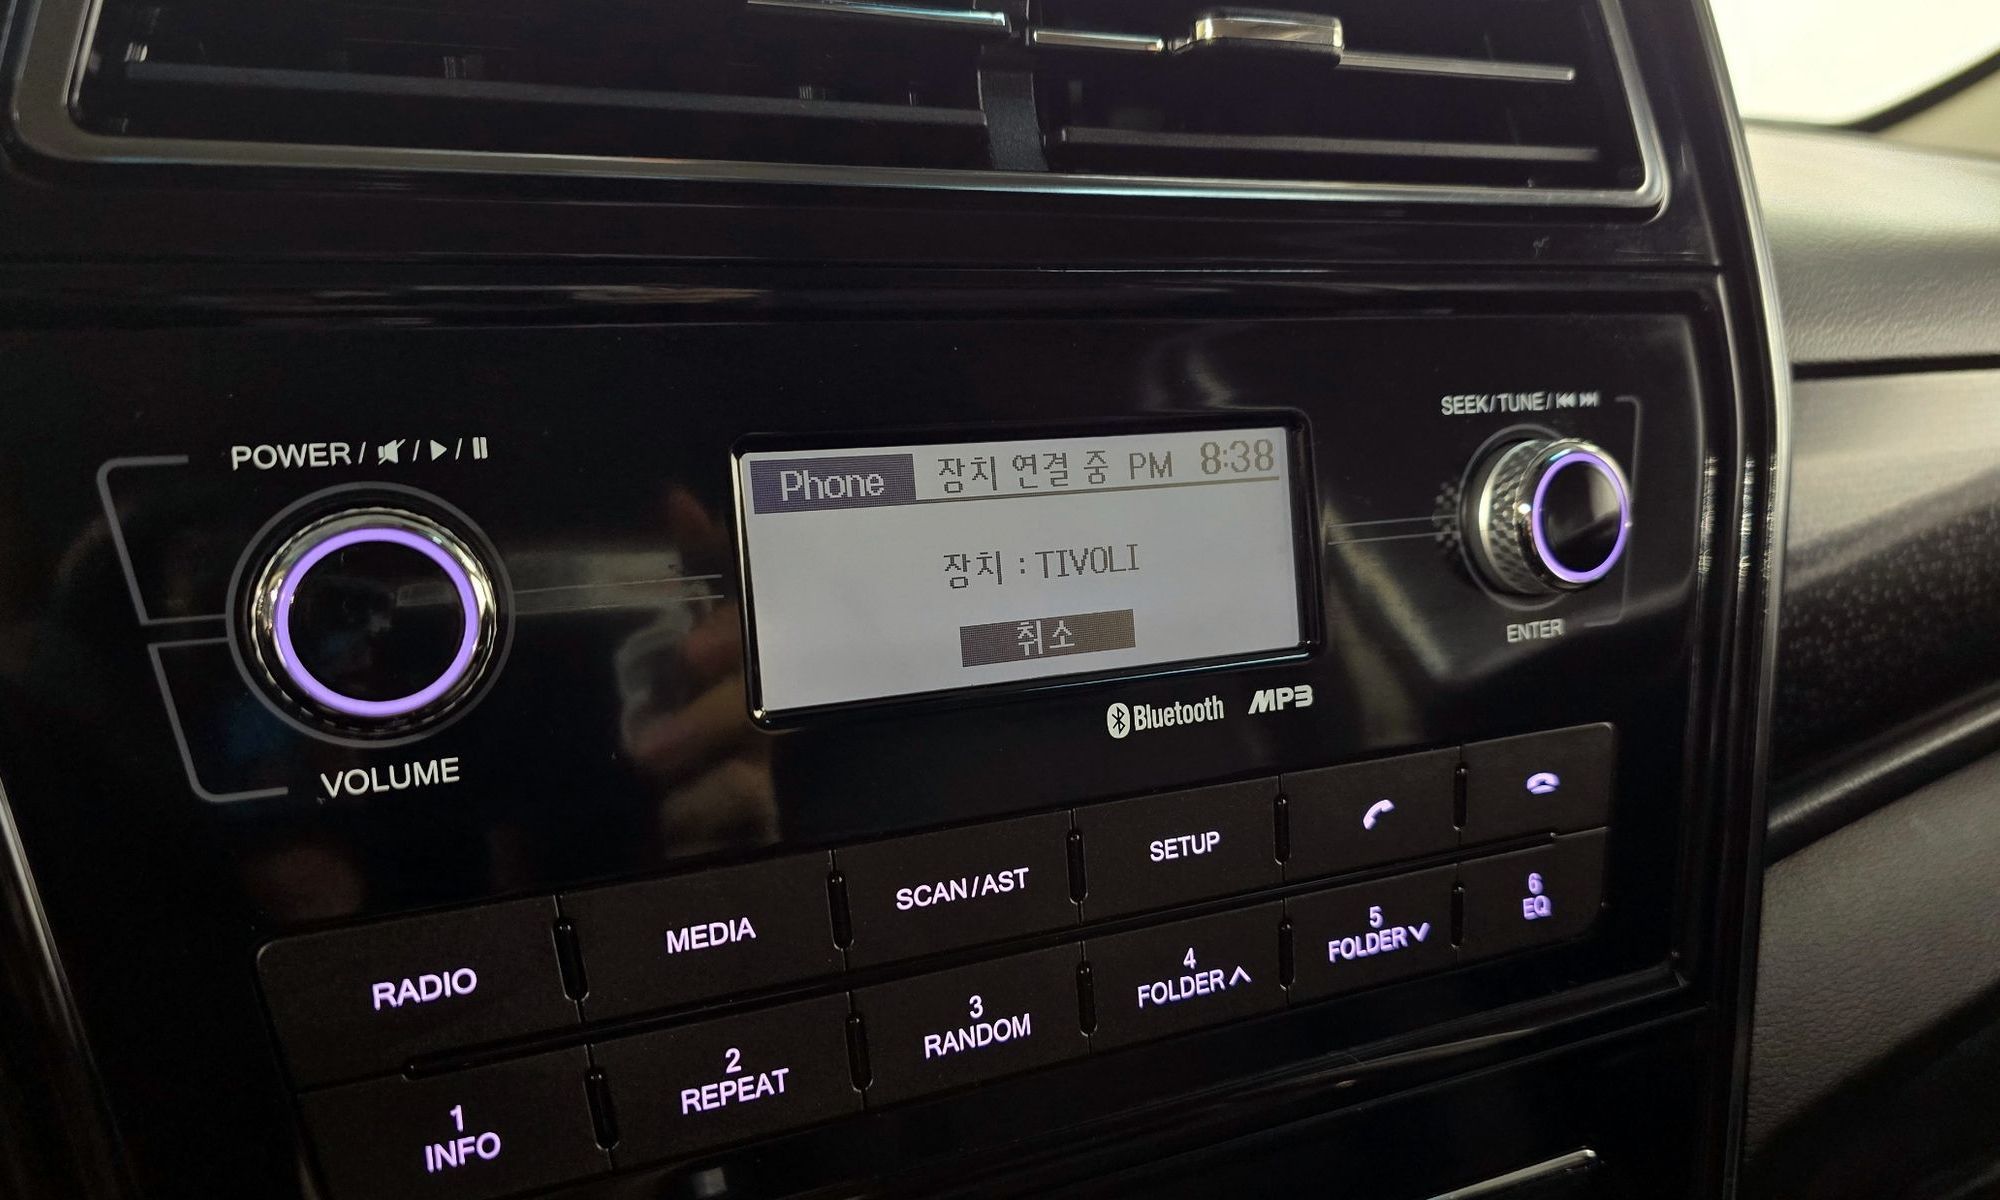 POWER / / /
SEEK/TUNE/
Phone 장치 연결 중 PM 8:38
장치 : TIVOLI
취소
ENTER
VOLUME
Bluetooth MP3
RADIO MEDIA SCAN/AST SETUP
1 2 3 4 5 6
INFO REPEAT RANDOM FOLDER∧ FOLDER∨ EQ